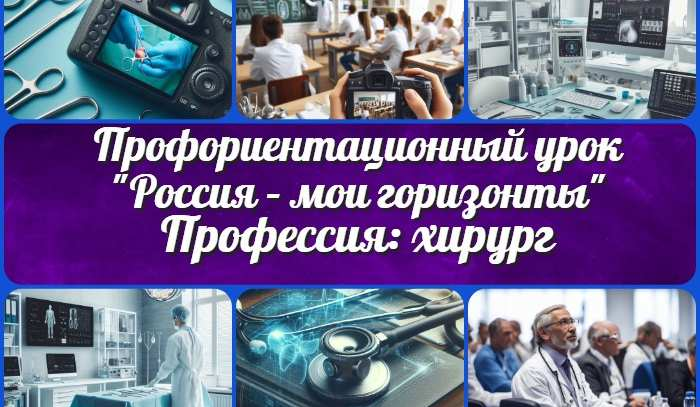 Профориентационный урок
"Россия – мои горизонты"
Профессия: хирург